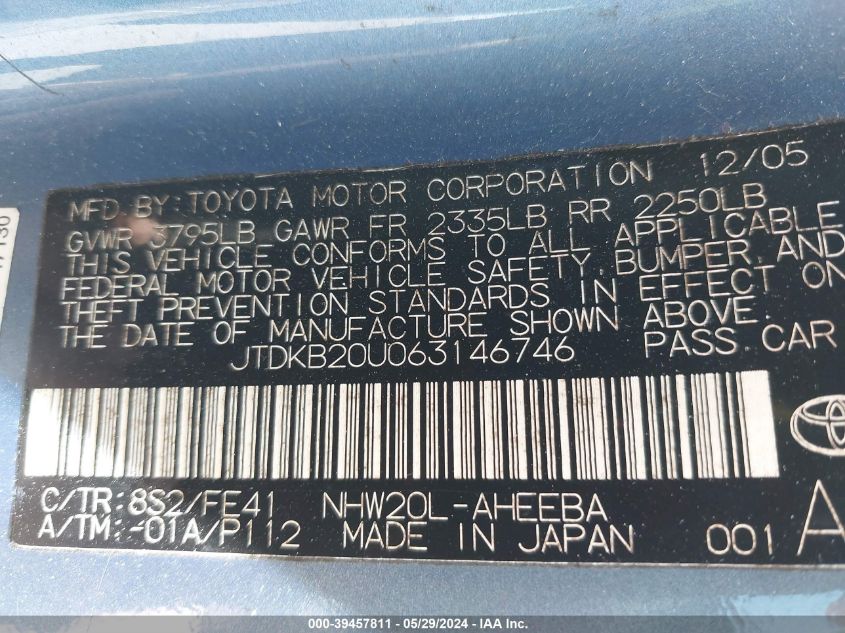 MFD BY: TOYOTA MOTOR CORPORATION 12/05
GVWR 3795LB GAWR FR 2335LB RR 2250LB
THIS VEHICLE CONFORMS TO ALL APPLICABLE
FEDERAL MOTOR VEHICLE SAFETY, BUMPER, AND
THEFT PREVENTION STANDARDS IN EFFECT ON
THE DATE OF MANUFACTURE SHOWN ABOVE.
JTDKB20U063146746 PASS. CAR
C/TR: 8S2/FE41 NHW20L-AHEEBA
A/TM: -01A/P112 MADE IN JAPAN 001 A
000-39457811 - 05/29/2024 - IAA Inc.